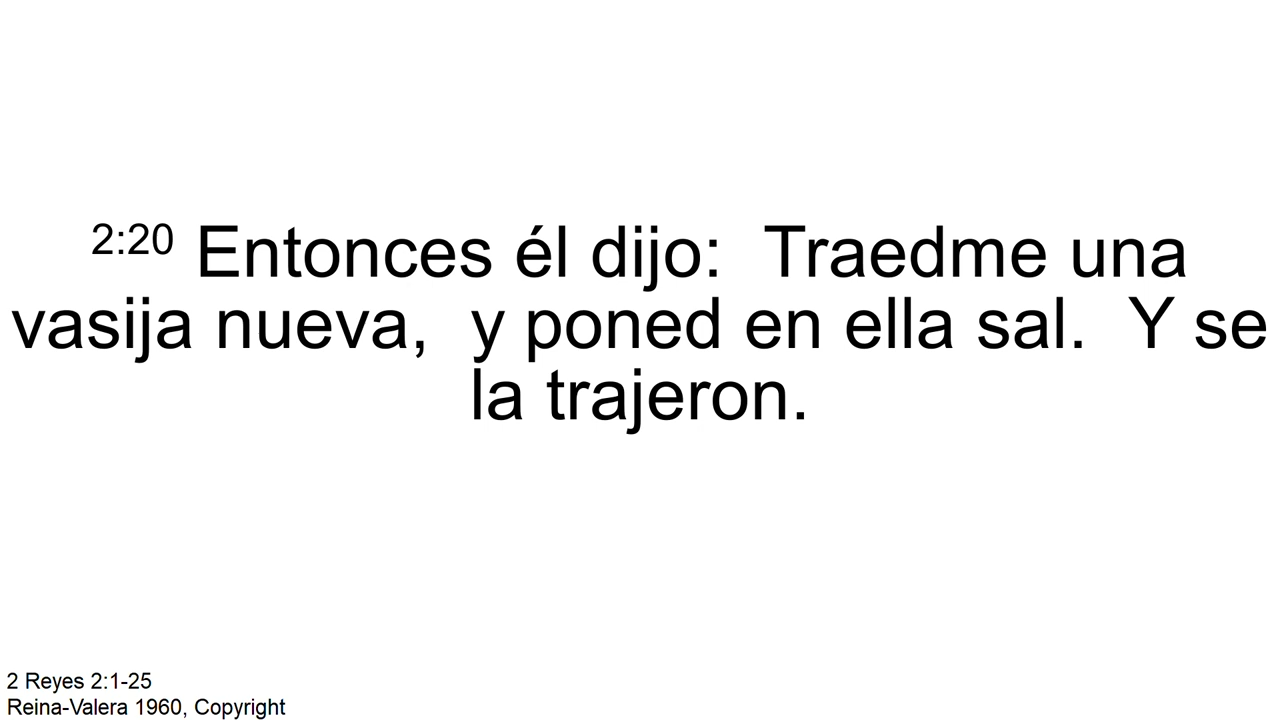 2:20 Entonces él dijo:  Traedme una
vasija nueva,  y poned en ella sal.  Y se
la trajeron.
2 Reyes 2:1-25
Reina-Valera 1960, Copyright